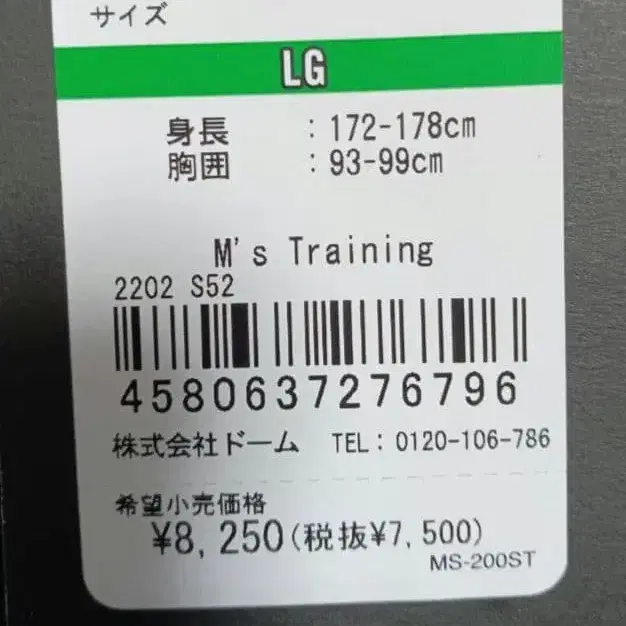 サイズ
LG
身長 : 172-178cm
胸囲 : 93-99cm
M's Training
2202 S52
4580637276796
株式会社ドーム TEL: 0120-106-786
希望小売価格
¥8,250(税抜¥7,500)
MS-200ST